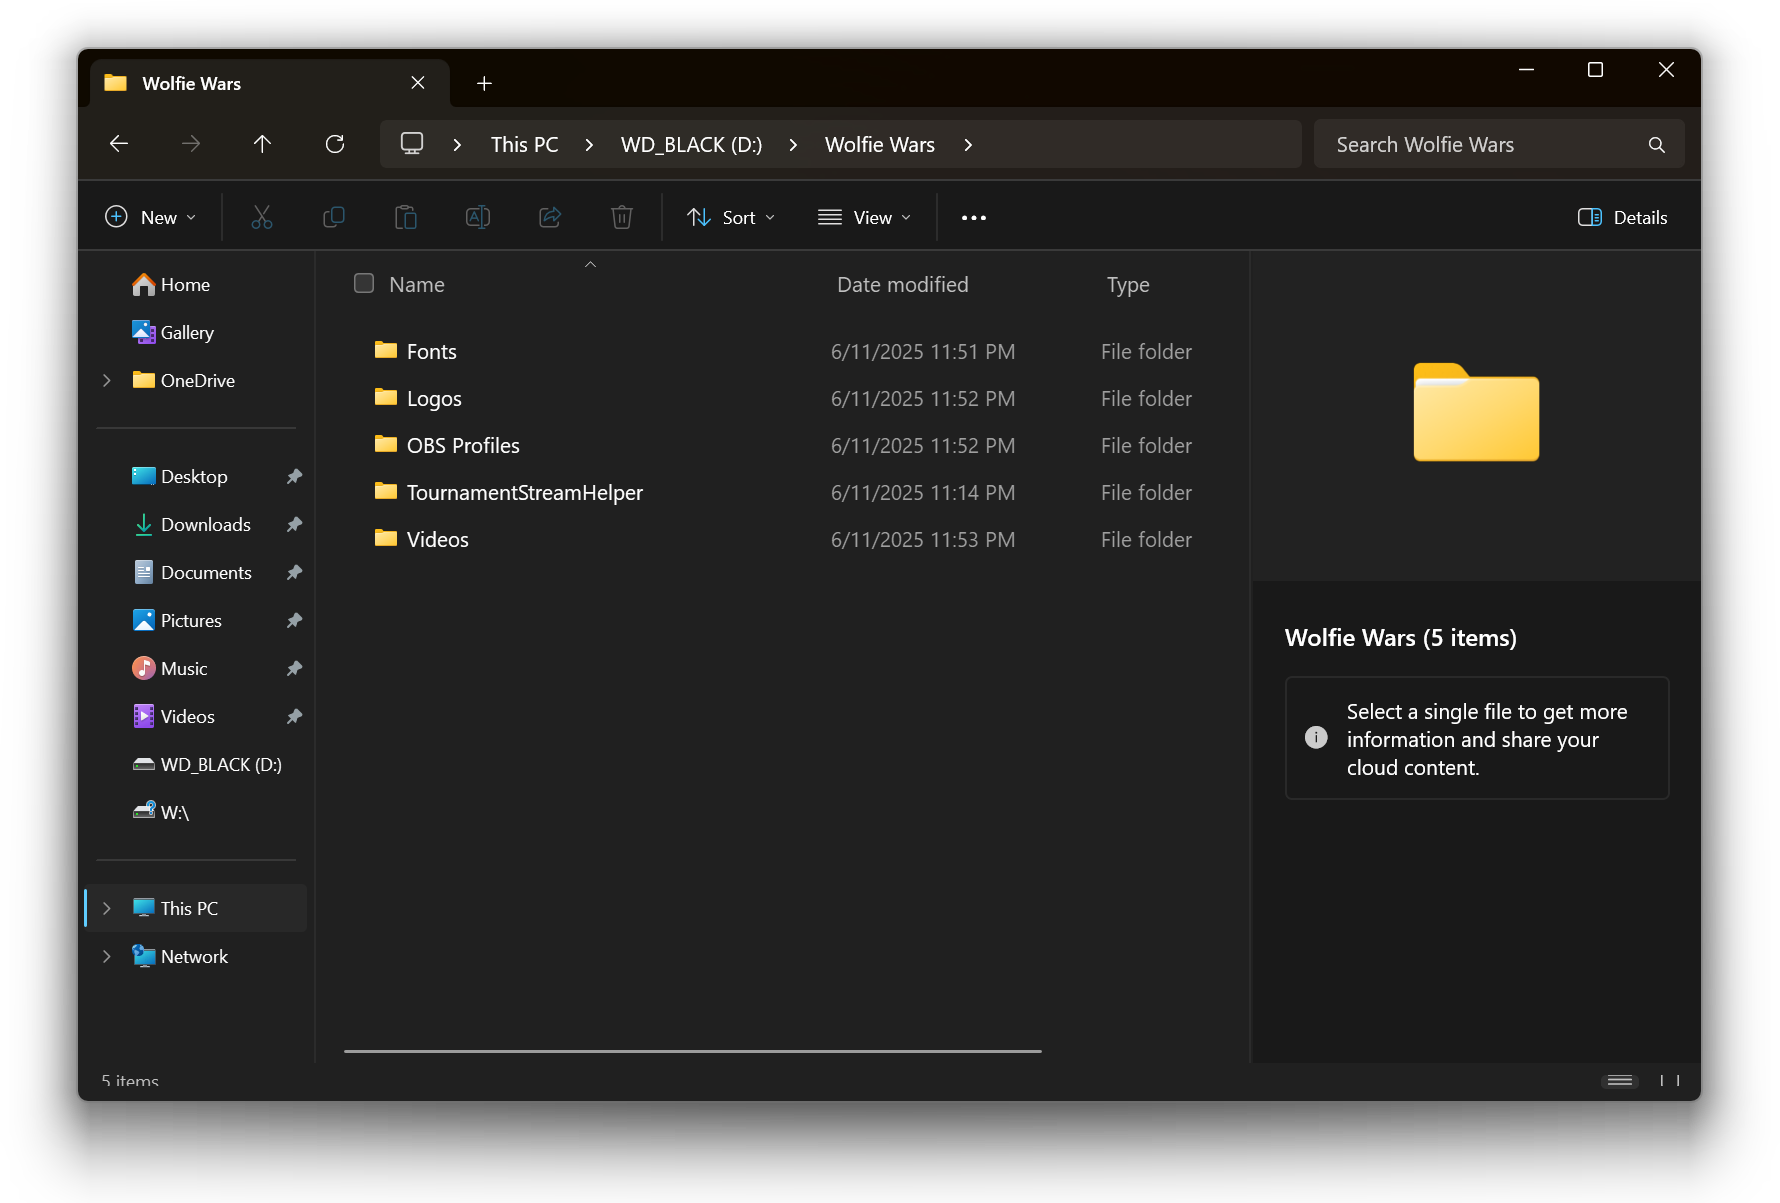 Wolfie Wars
This PC > WD_BLACK (D:) > Wolfie Wars >
Search Wolfie Wars
New
Sort
View
Details
Home
Gallery
OneDrive
Desktop
Downloads
Documents
Pictures
Music
Videos
WD_BLACK (D:)
W:\
This PC
Network
Name Date modified Type
Fonts 6/11/2025 11:51 PM File folder
Logos 6/11/2025 11:52 PM File folder
OBS Profiles 6/11/2025 11:52 PM File folder
TournamentStreamHelper 6/11/2025 11:14 PM File folder
Videos 6/11/2025 11:53 PM File folder
Wolfie Wars (5 items)
Select a single file to get more
information and share your
cloud content.
5 items